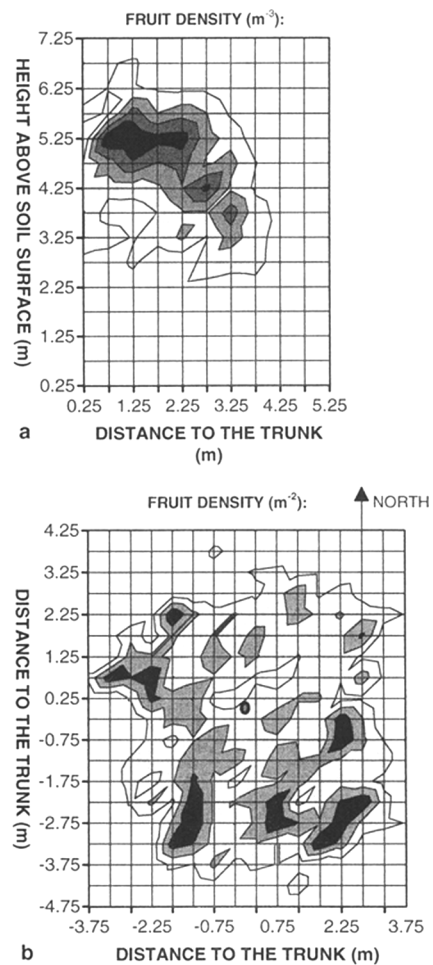 FRUIT DENSITY (m-3):
7.25
6.25
5.25
4.25
3.25
2.25
1.25
0.25
HEIGHT ABOVE SOIL SURFACE (m)
0.25 1.25 2.25 3.25 4.25 5.25
a
DISTANCE TO THE TRUNK
(m)
FRUIT DENSITY (m-2):
NORTH
4.25
3.25
2.25
1.25
0.25
-0.75
-1.75
-2.75
-3.75
-4.75
DISTANCE TO THE TRUNK (m)
-3.75 -2.25 -0.75 0.75 2.25 3.75
b
DISTANCE TO THE TRUNK (m)